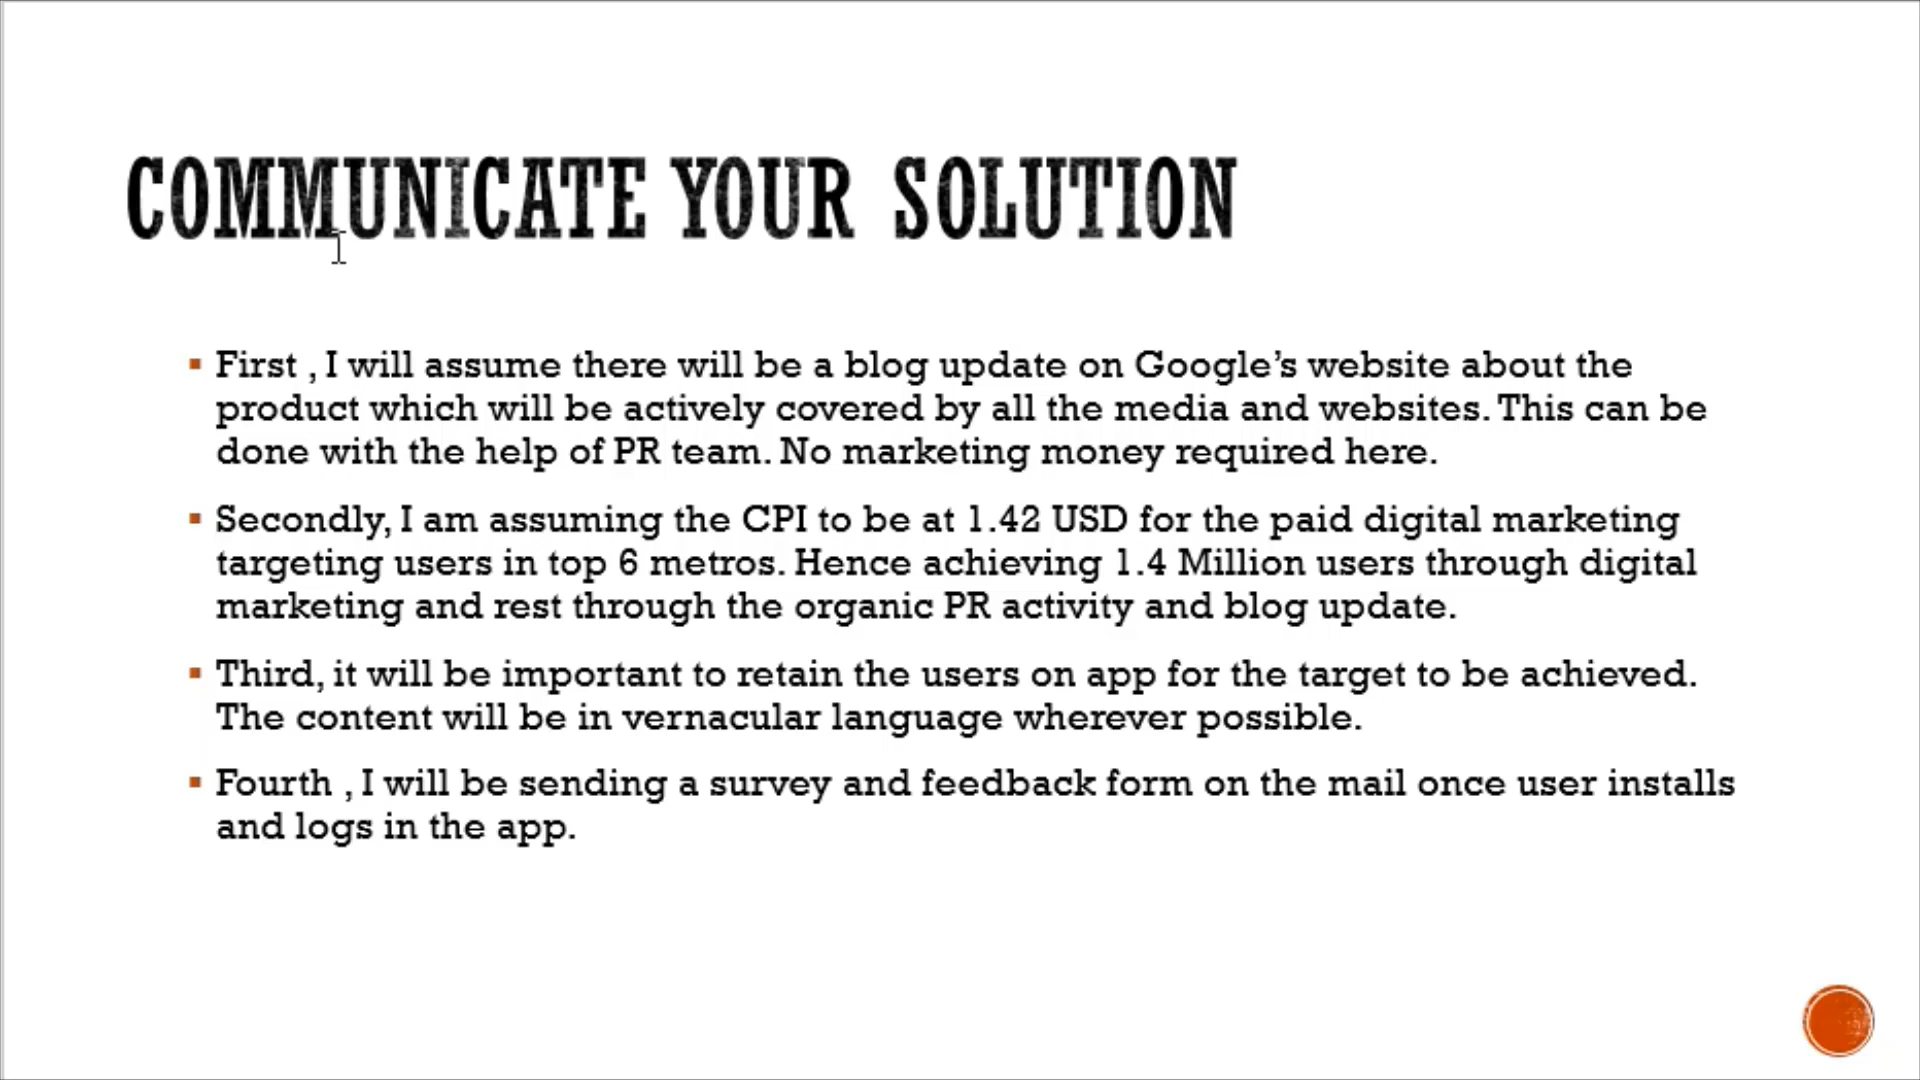 COMMUNICATE YOUR SOLUTION
First , I will assume there will be a blog update on Google’s website about the
product which will be actively covered by all the media and websites. This can be
done with the help of PR team. No marketing money required here.
Secondly, I am assuming the CPI to be at 1.42 USD for the paid digital marketing
targeting users in top 6 metros. Hence achieving 1.4 Million users through digital
marketing and rest through the organic PR activity and blog update.
Third, it will be important to retain the users on app for the target to be achieved.
The content will be in vernacular language wherever possible.
Fourth , I will be sending a survey and feedback form on the mail once user installs
and logs in the app.